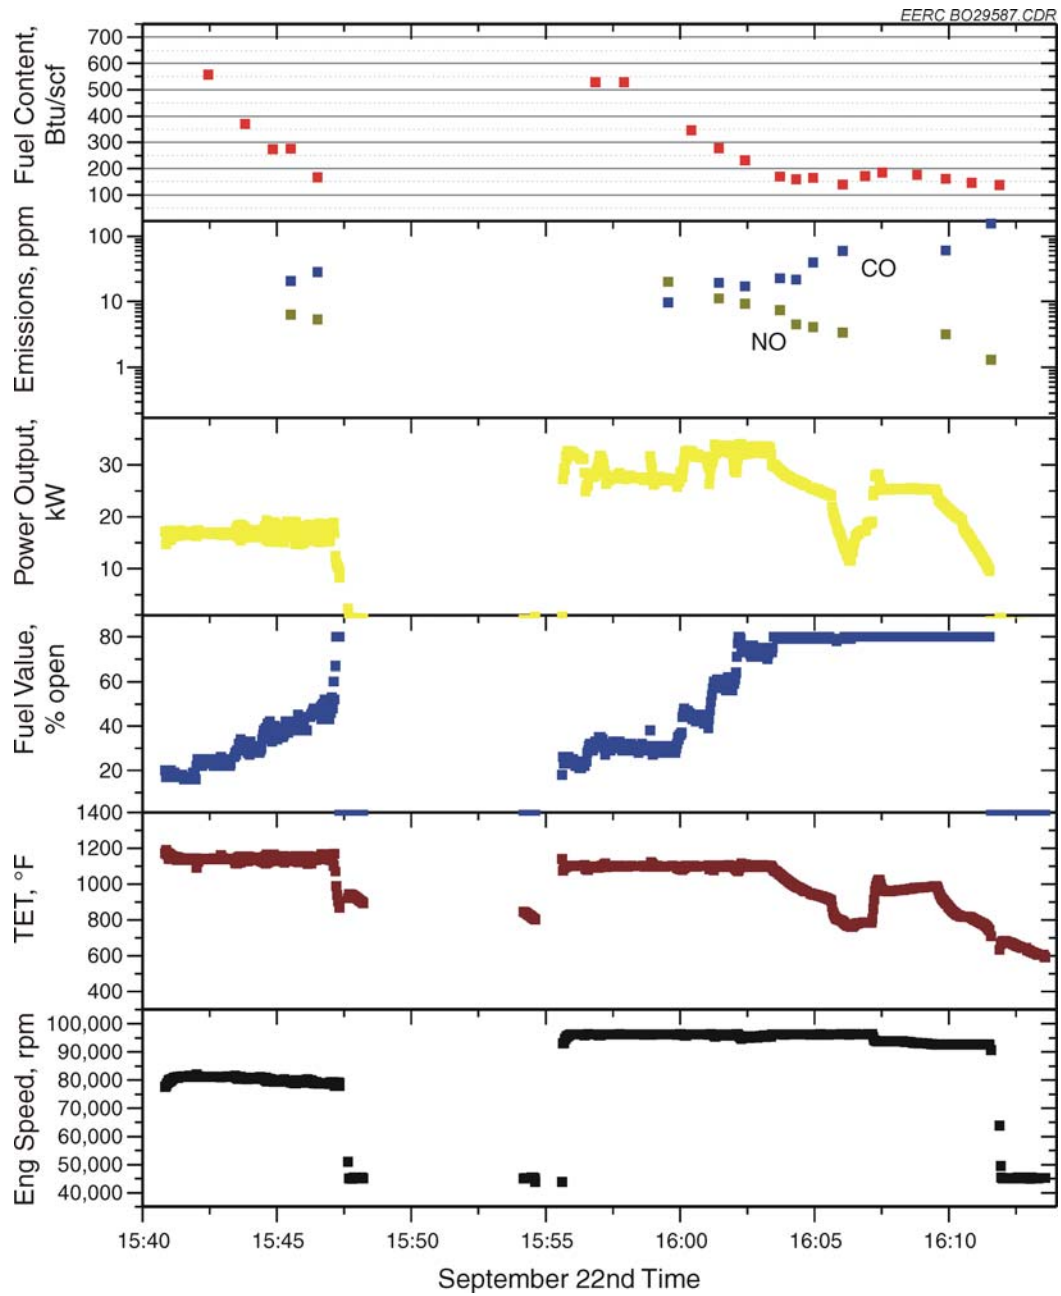 EERC BO29587.CDR
Fuel Content,
Btu/scf
700
600
500
400
300
200
100
Emissions, ppm
100
10
1
CO
NO
Power Output,
kW
30
20
10
Fuel Value,
% open
80
60
40
20
TET, °F
1400
1200
1000
800
600
400
Eng Speed, rpm
100,000
90,000
80,000
70,000
60,000
50,000
40,000
15:40 15:45 15:50 15:55 16:00 16:05 16:10
September 22nd Time